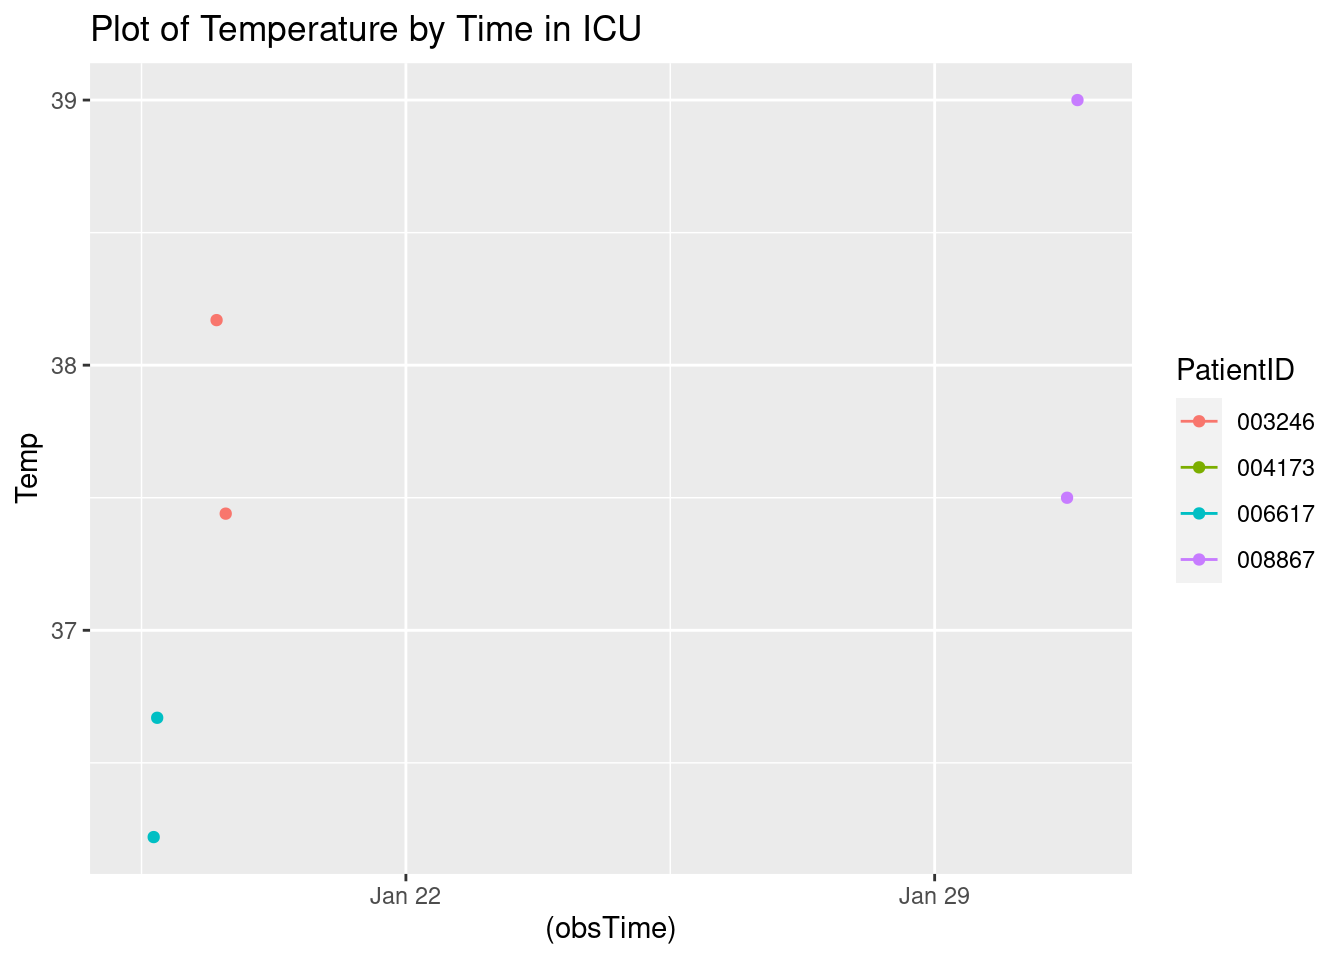 Plot of Temperature by Time in ICU
39
38
37
Temp
Jan 22
Jan 29
(obsTime)
PatientID
003246
004173
006617
008867